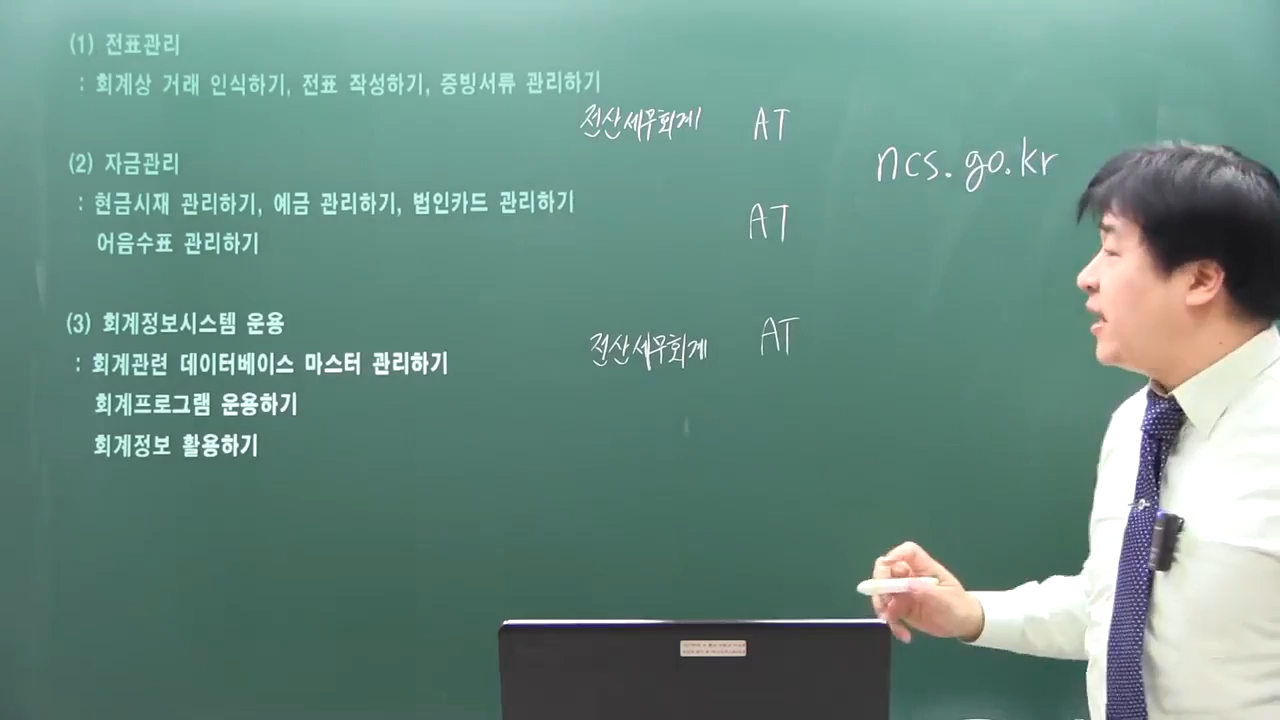 (1) 전표관리
: 회계상 거래 인식하기, 전표 작성하기, 증빙서류 관리하기
전산세무회계 AT
ncs.go.kr
(2) 자금관리
: 현금시재 관리하기, 예금 관리하기, 법인카드 관리하기
AT
어음수표 관리하기
(3) 회계정보시스템 운용
전산세무회계 AT
: 회계관련 데이터베이스 마스터 관리하기
회계프로그램 운용하기
회계정보 활용하기